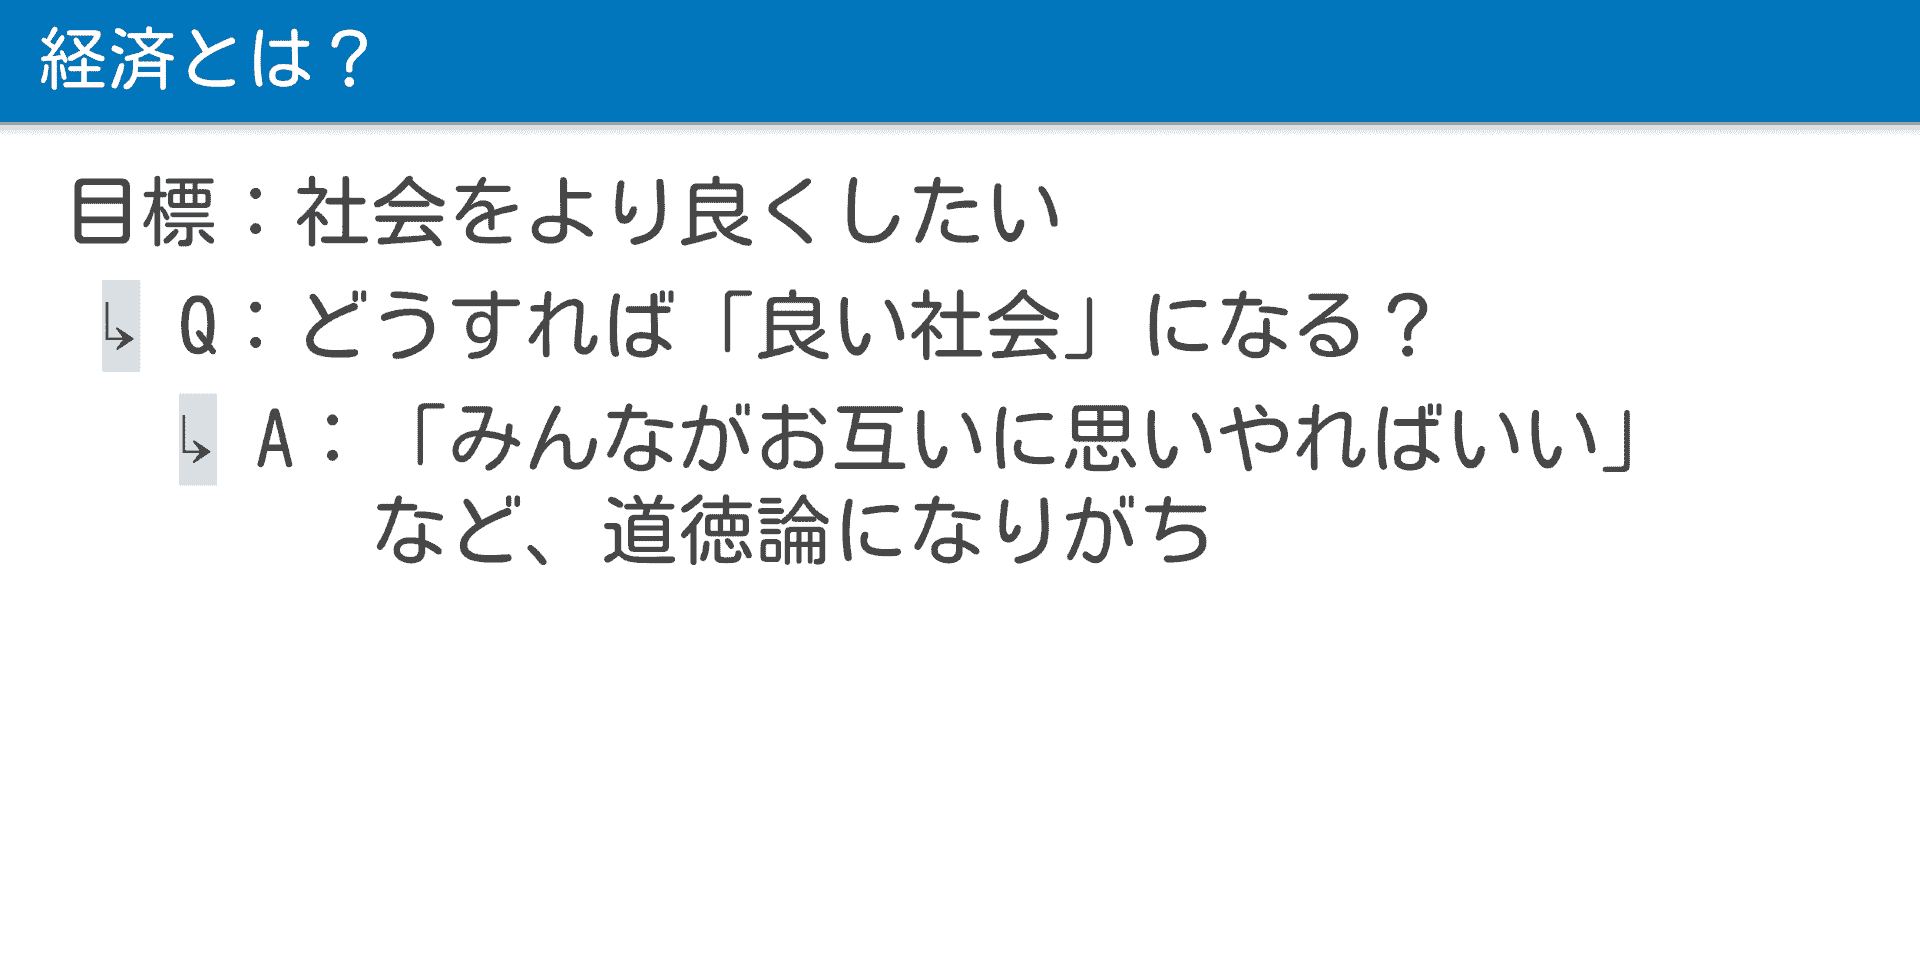 経済とは？
目標：社会をより良くしたい
↳ Q：どうすれば「良い社会」になる？
↳ A：「みんながお互いに思いやればいい」
など、道徳論になりがち